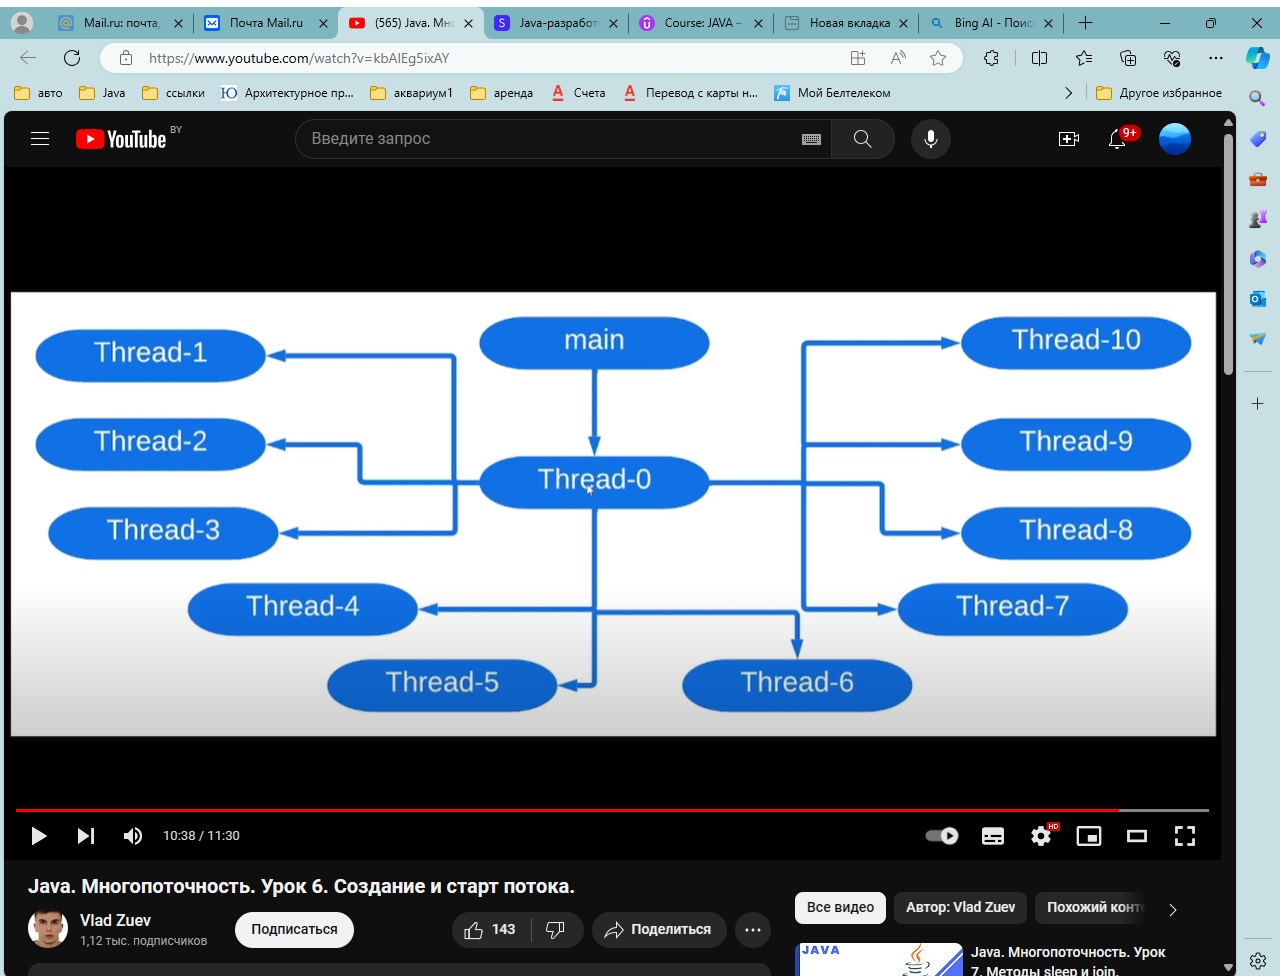 Mail.ru: почта,
Почта Mail.ru
(565) Java. Мно
Java-разработ
Course: JAVA –
Новая вкладка
Bing AI - Поис
https://www.youtube.com/watch?v=kbAlEg5ixAY
авто
Java
ссылки
Архитектурное пр...
аквариум1
аренда
Счета
Перевод с карты н...
Мой Белтелеком
Другое избранное
YouTube BY
Введите запрос
9+
main
Thread-0
Thread-1
Thread-2
Thread-3
Thread-4
Thread-5
Thread-6
Thread-7
Thread-8
Thread-9
Thread-10
10:38 / 11:30
HD
Java. Многопоточность. Урок 6. Создание и старт потока.
Vlad Zuev
1,12 тыс. подписчиков
Подписаться
143
Поделиться
Все видео
Автор: Vlad Zuev
Похожий конт
JAVA
Java. Многопоточность. Урок
7. Методы sleep и join.